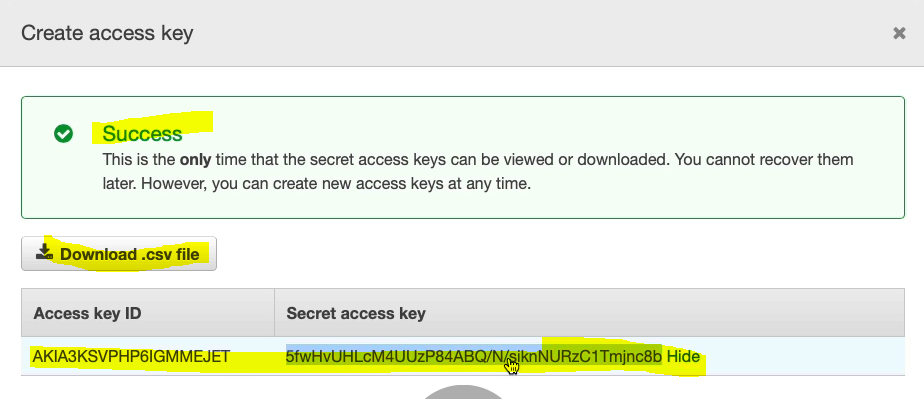 Create access key
Success
This is the only time that the secret access keys can be viewed or downloaded. You cannot recover them
later. However, you can create new access keys at any time.
Download .csv file
Access key ID Secret access key
AKIA3KSVPHP6IGMMEJET 5fwHvUHLcM4UUzP84ABQ/N/sjknNURzC1Tmjnc8b Hide